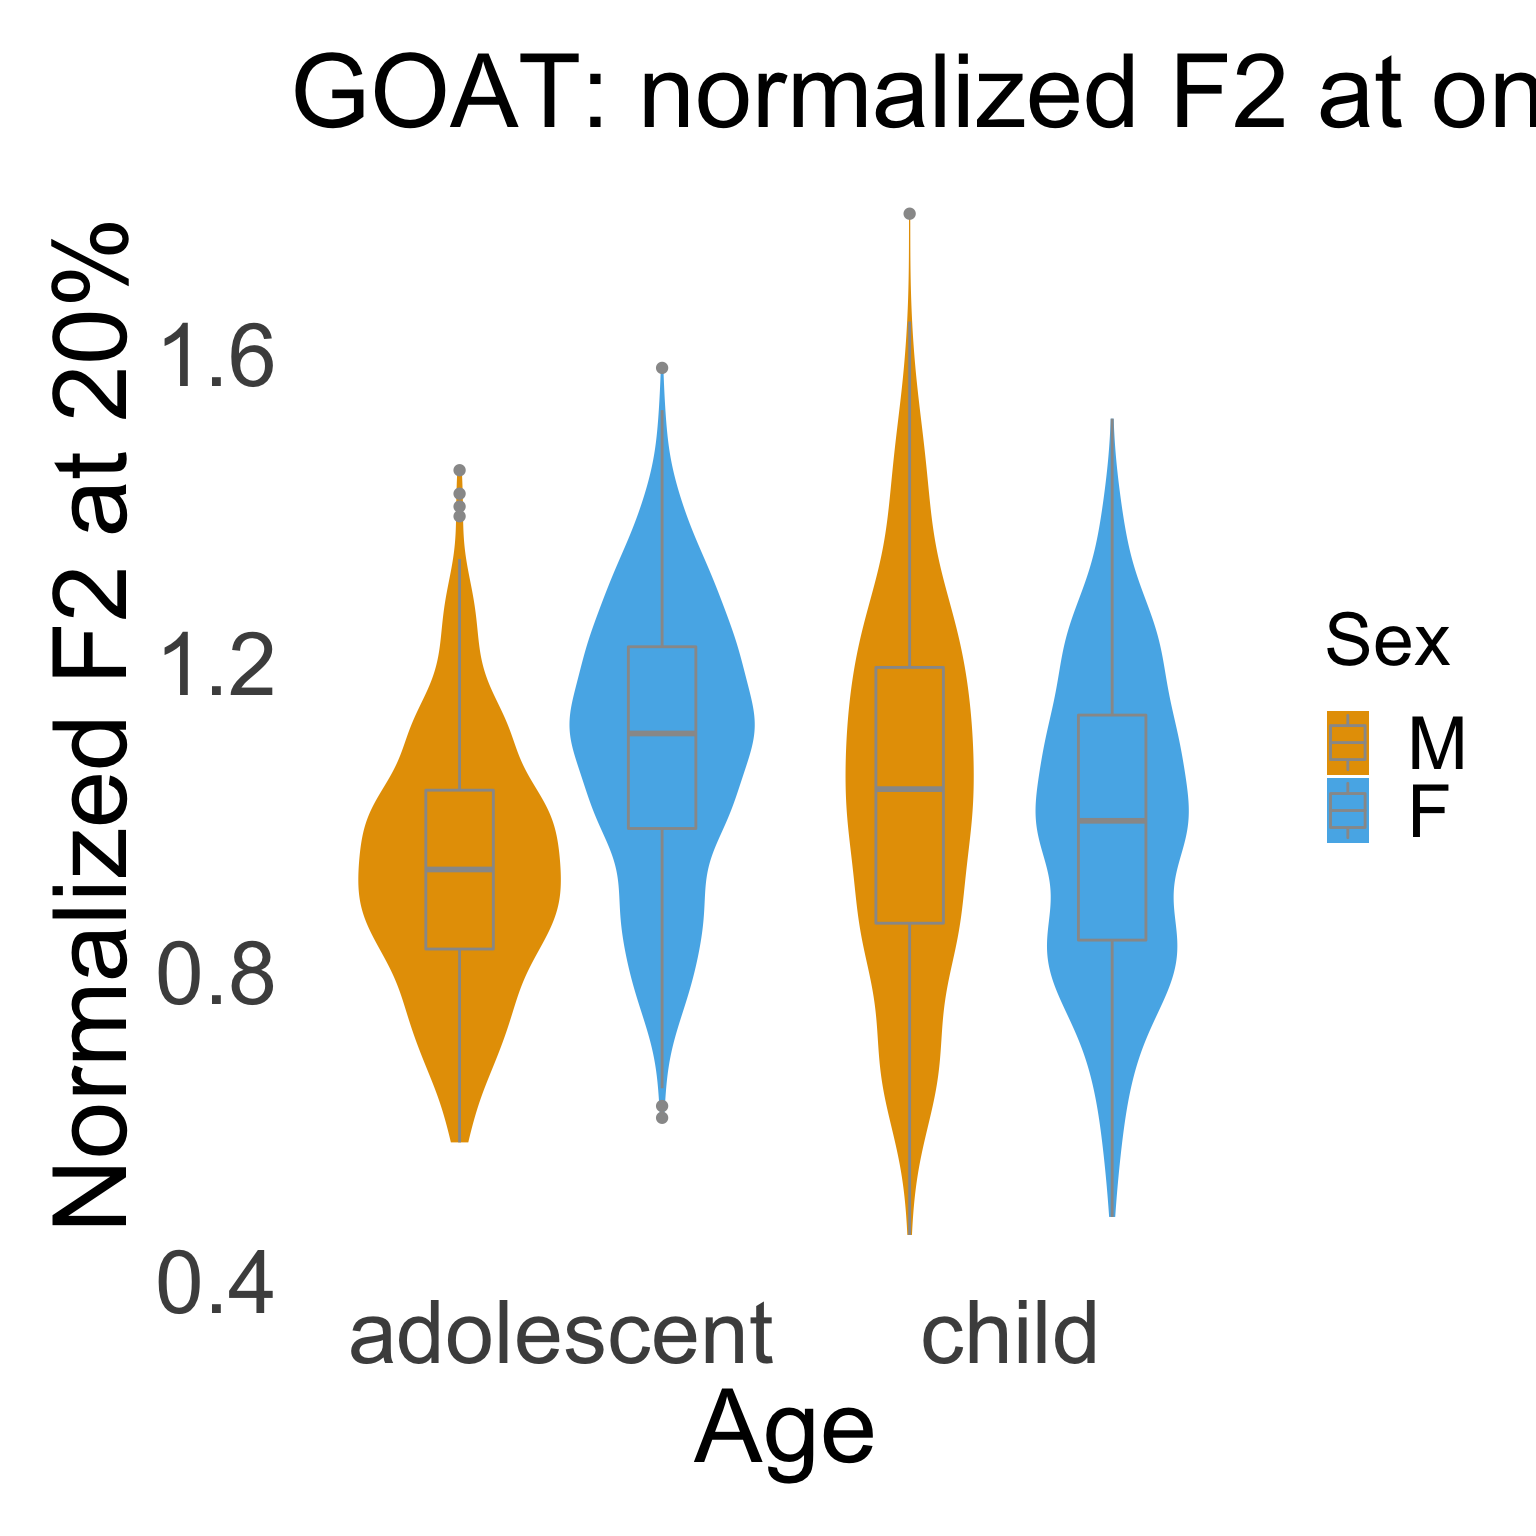 GOAT: normalized F2 at on
Normalized F2 at 20%
1.6
1.2
0.8
0.4
adolescent child
Age
Sex
M
F